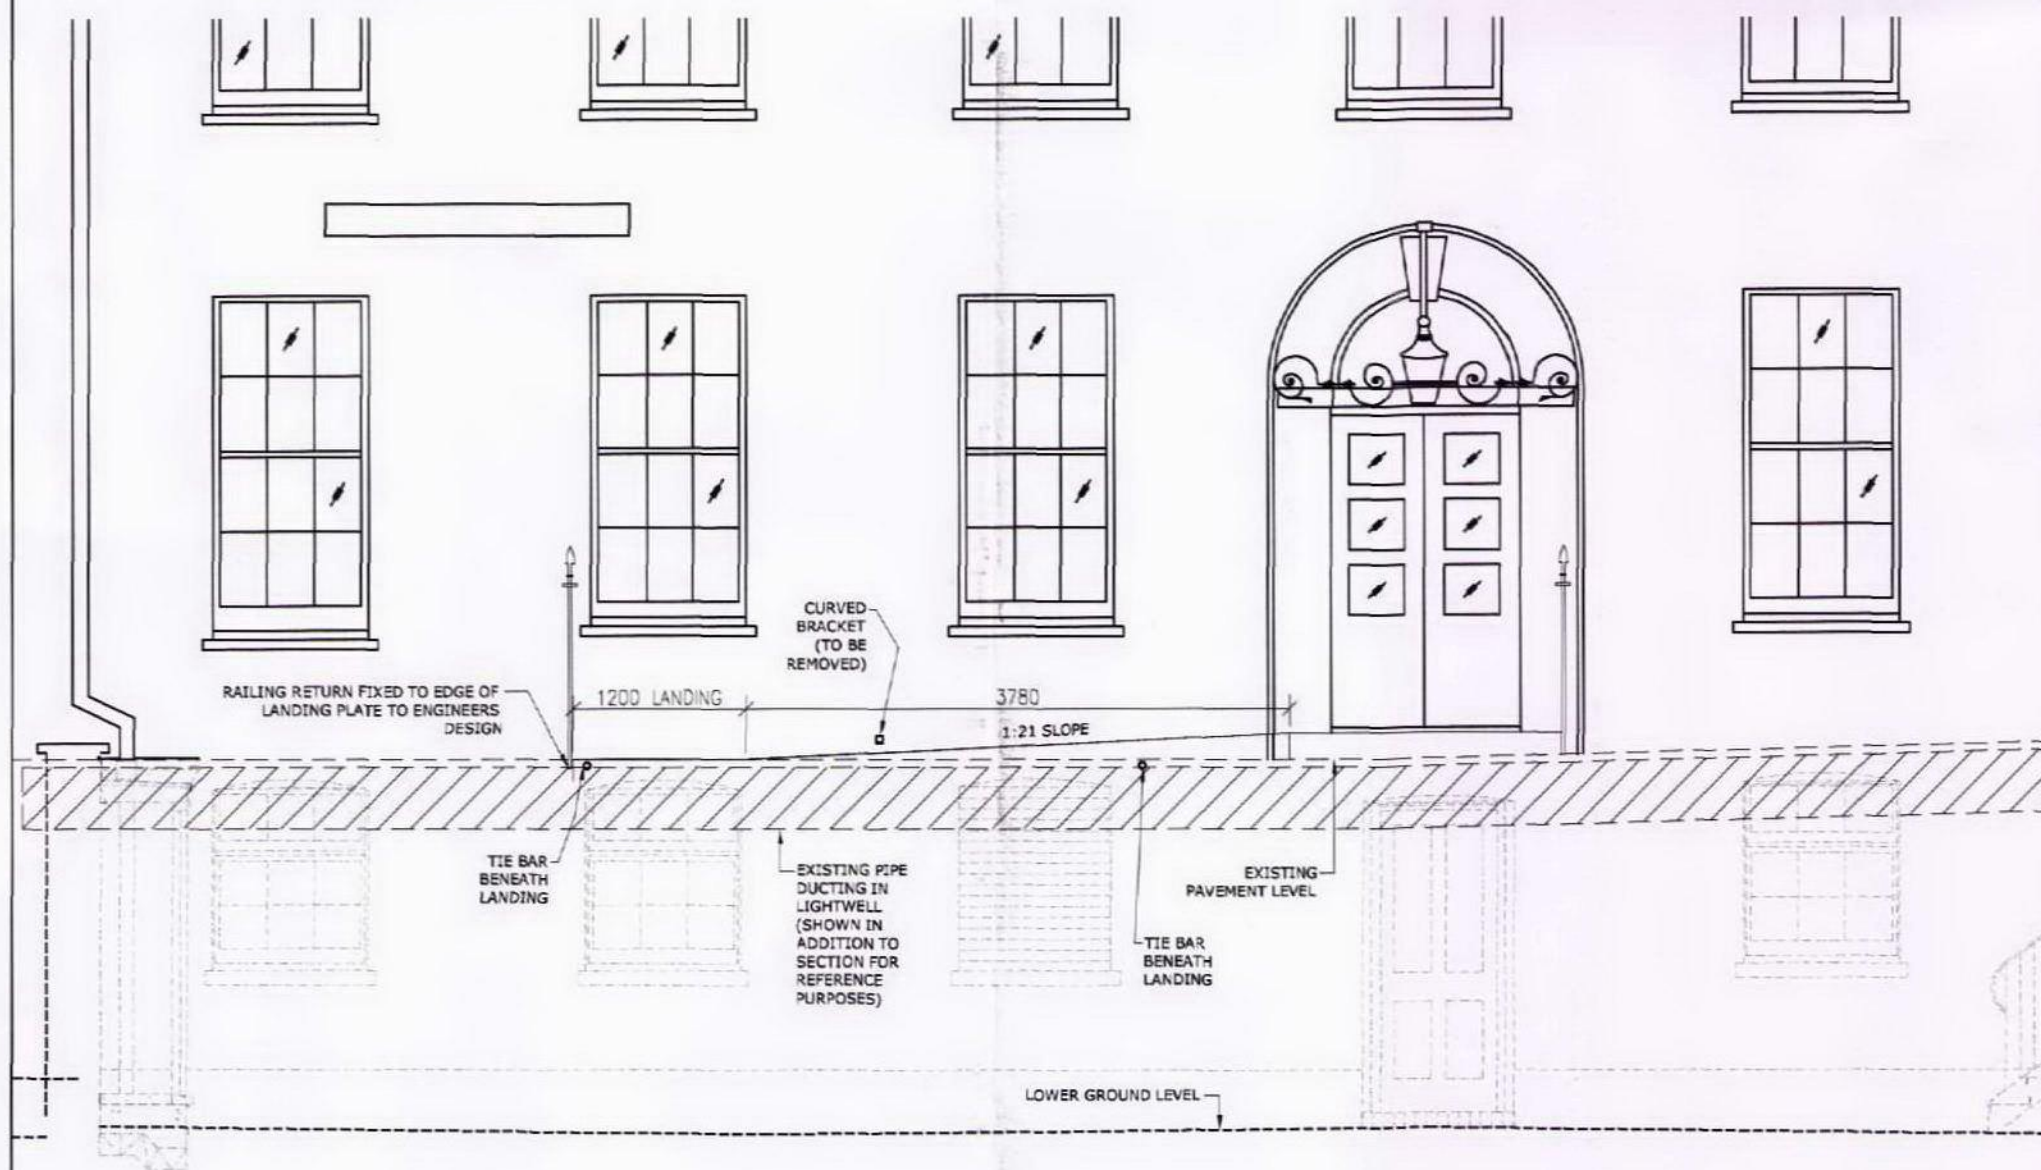 CURVED
BRACKET
(TO BE
REMOVED)
RAILING RETURN FIXED TO EDGE OF
LANDING PLATE TO ENGINEERS
DESIGN
1200 LANDING
3780
1:21 SLOPE
TIE BAR
BENEATH
LANDING
EXISTING PIPE
DUCTING IN
LIGHTWELL
(SHOWN IN
ADDITION TO
SECTION FOR
REFERENCE
PURPOSES)
EXISTING
PAVEMENT LEVEL
TIE BAR
BENEATH
LANDING
LOWER GROUND LEVEL